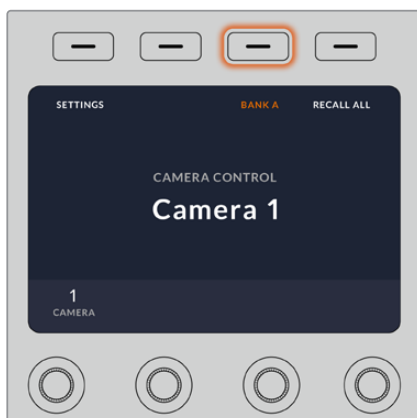 SETTINGS BANK A RECALL ALL
CAMERA CONTROL
Camera 1
1
CAMERA